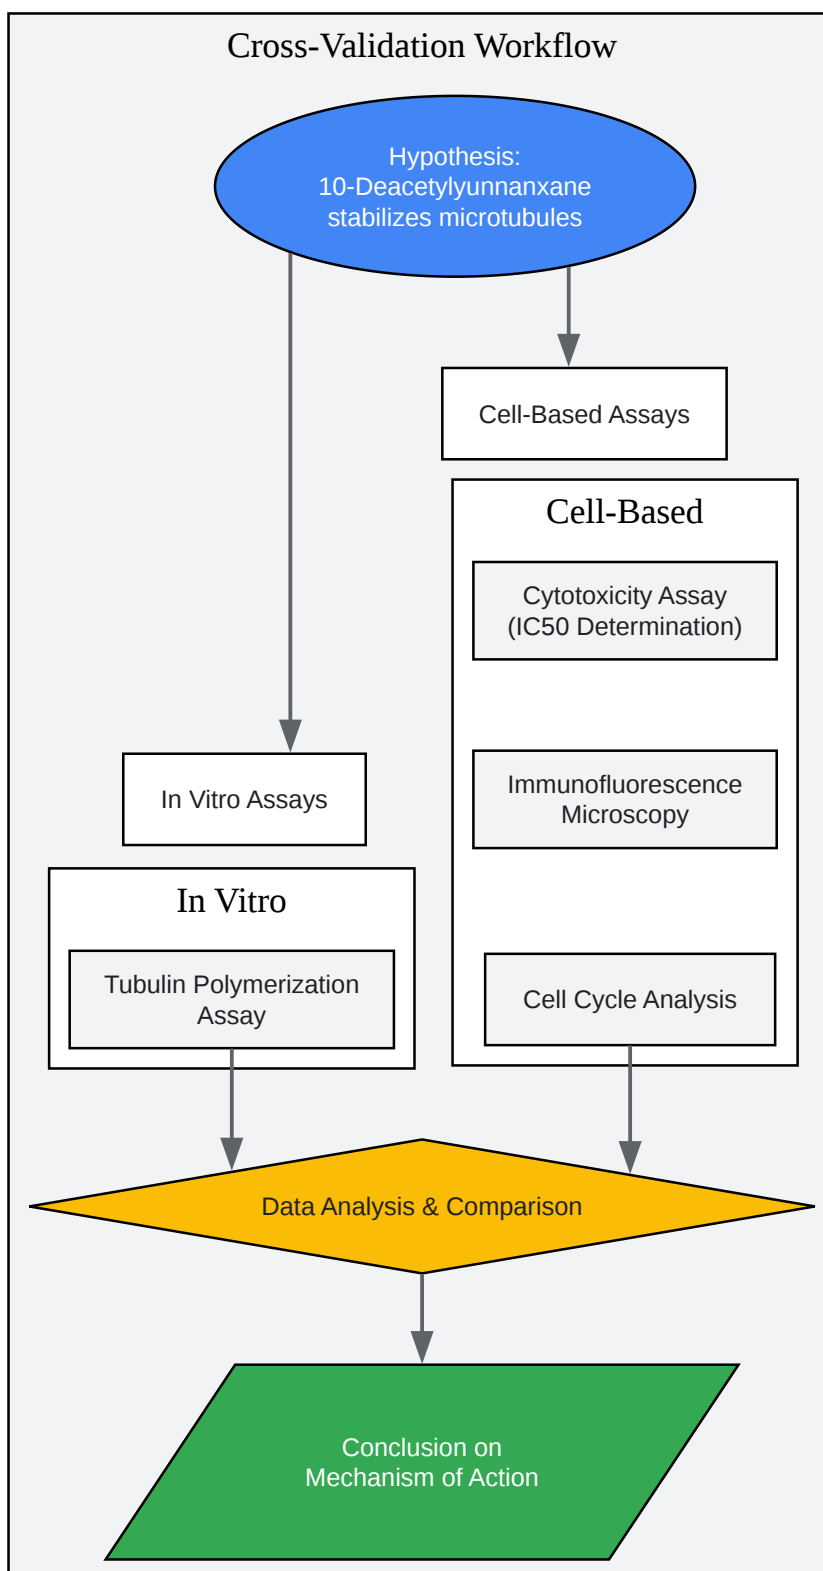 Cross-Validation Workflow
Hypothesis:
10-Deacetylyunnanxane
stabilizes microtubules
Cell-Based Assays
Cell-Based
Cytotoxicity Assay
(IC50 Determination)
Immunofluorescence
Microscopy
Cell Cycle Analysis
In Vitro Assays
In Vitro
Tubulin Polymerization
Assay
Data Analysis & Comparison
Conclusion on
Mechanism of Action